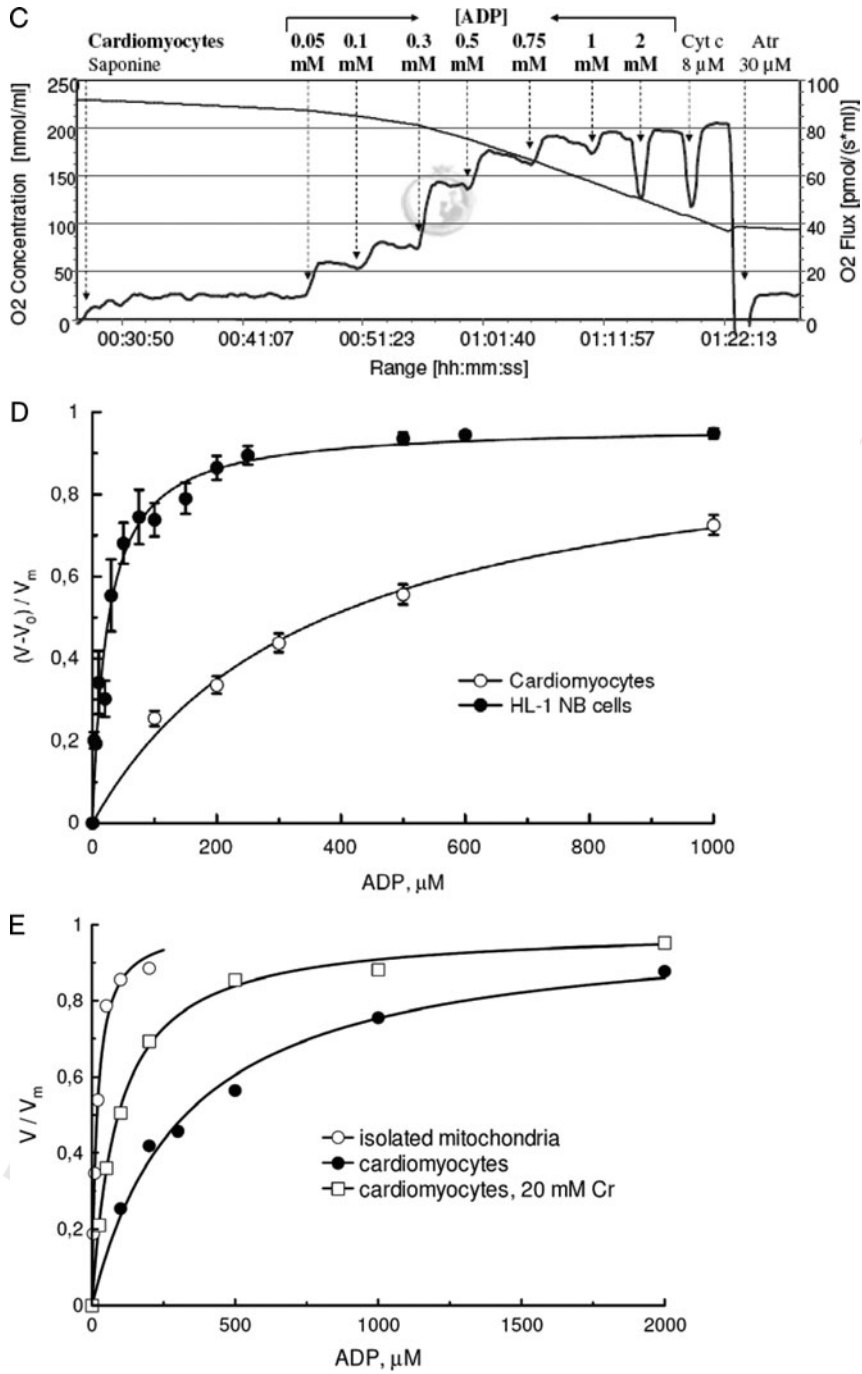 C
[ADP]
Cardiomyocytes 0.05 0.1 0.3 0.5 0.75 1 2 Cyt c Atr
Saponine mM mM mM mM mM mM mM 8 µM 30 µM
250 100
200 80
150 60
100 40
50 20
0 0
O2 Concentration [nmol/ml]
O2 Flux [pmol/(s*ml)]
00:30:50 00:41:07 00:51:23 01:01:40 01:11:57 01:22:13
Range [hh:mm:ss]
D
1
0,8
0,6
0,4
0,2
0
(V-V₀) / Vₘ
Cardiomyocytes
HL-1 NB cells
0 200 400 600 800 1000
ADP, µM
E
1
0,8
0,6
0,4
0,2
0
V / Vₘ
isolated mitochondria
cardiomyocytes
cardiomyocytes, 20 mM Cr
0 500 1000 1500 2000
ADP, µM